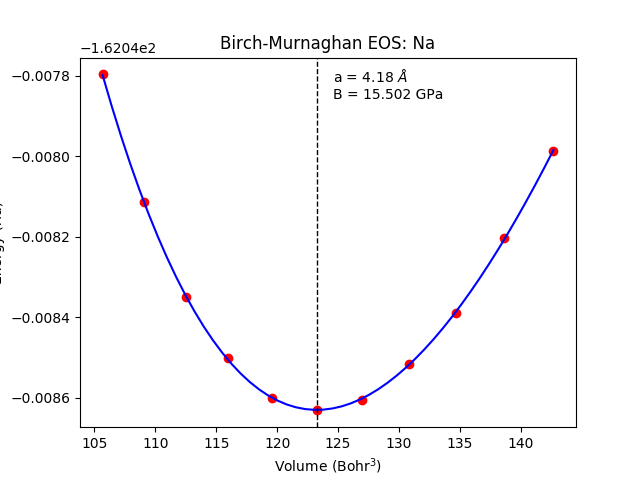 Birch-Murnaghan EOS: Na
−1.6204e2
a = 4.18 Å
B = 15.502 GPa
−0.0078
−0.0080
−0.0082
−0.0084
−0.0086
105 110 115 120 125 130 135 140
Volume (Bohr³)